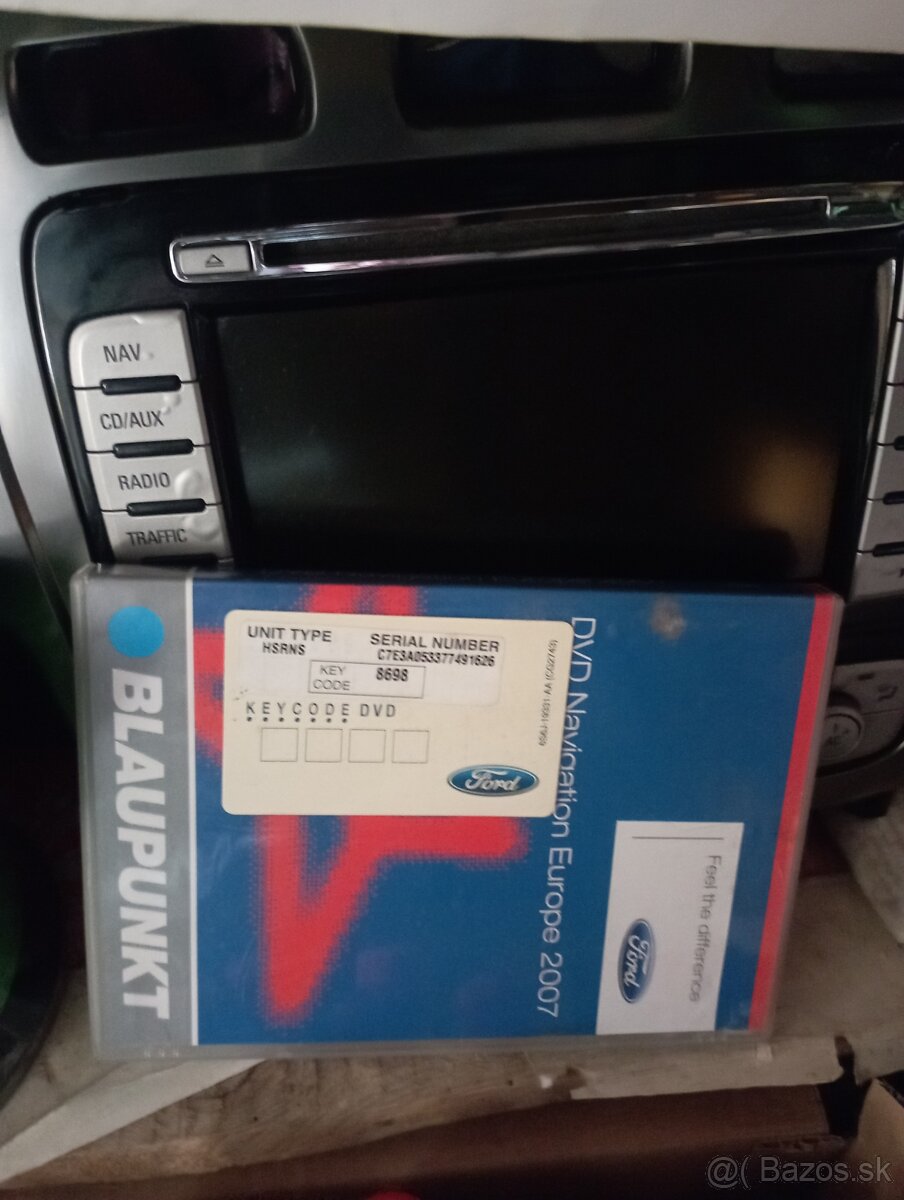 NAV
CD/AUX
RADIO
TRAFFIC
BLAUPUNKT
UNIT TYPE
HSRNS
SERIAL NUMBER
C7E3A053377491626
KEY
CODE
8698
KEYCODE DVD
Ford
DVD Navigation Europe 2007
Feel the difference
Ford
@( Bazos.sk